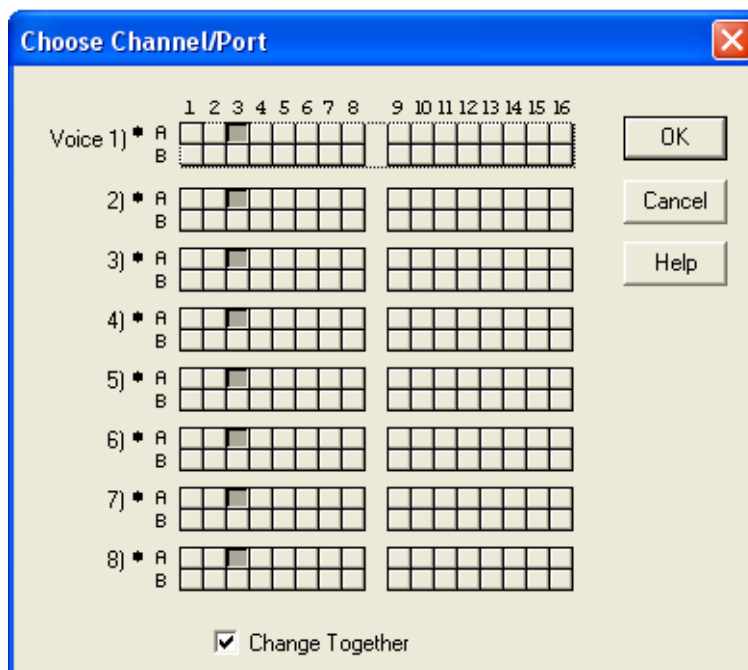 Choose Channel/Port
1 2 3 4 5 6 7 8 9 10 11 12 13 14 15 16
Voice 1) A
B
OK
2) A
B
Cancel
3) A
B
Help
4) A
B
5) A
B
6) A
B
7) A
B
8) A
B
Change Together